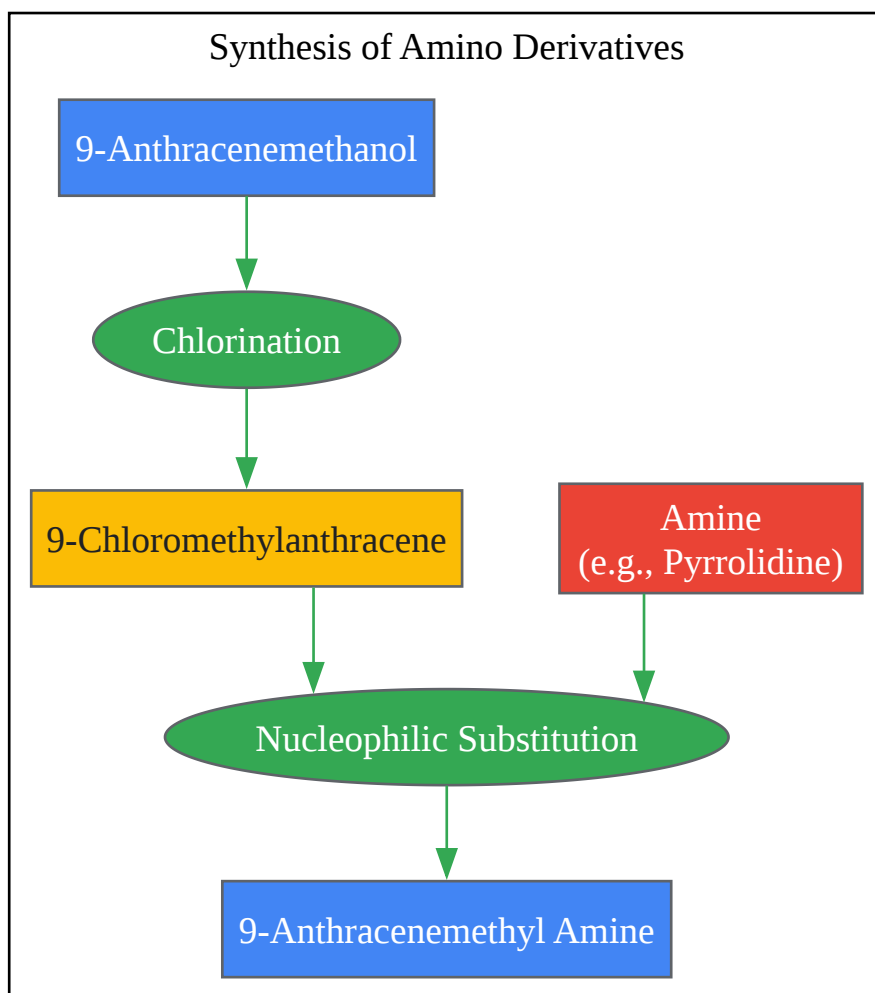 Synthesis of Amino Derivatives
9-Anthracenemethanol
Chlorination
9-Chloromethylanthracene
Amine
(e.g., Pyrrolidine)
Nucleophilic Substitution
9-Anthracenemethyl Amine